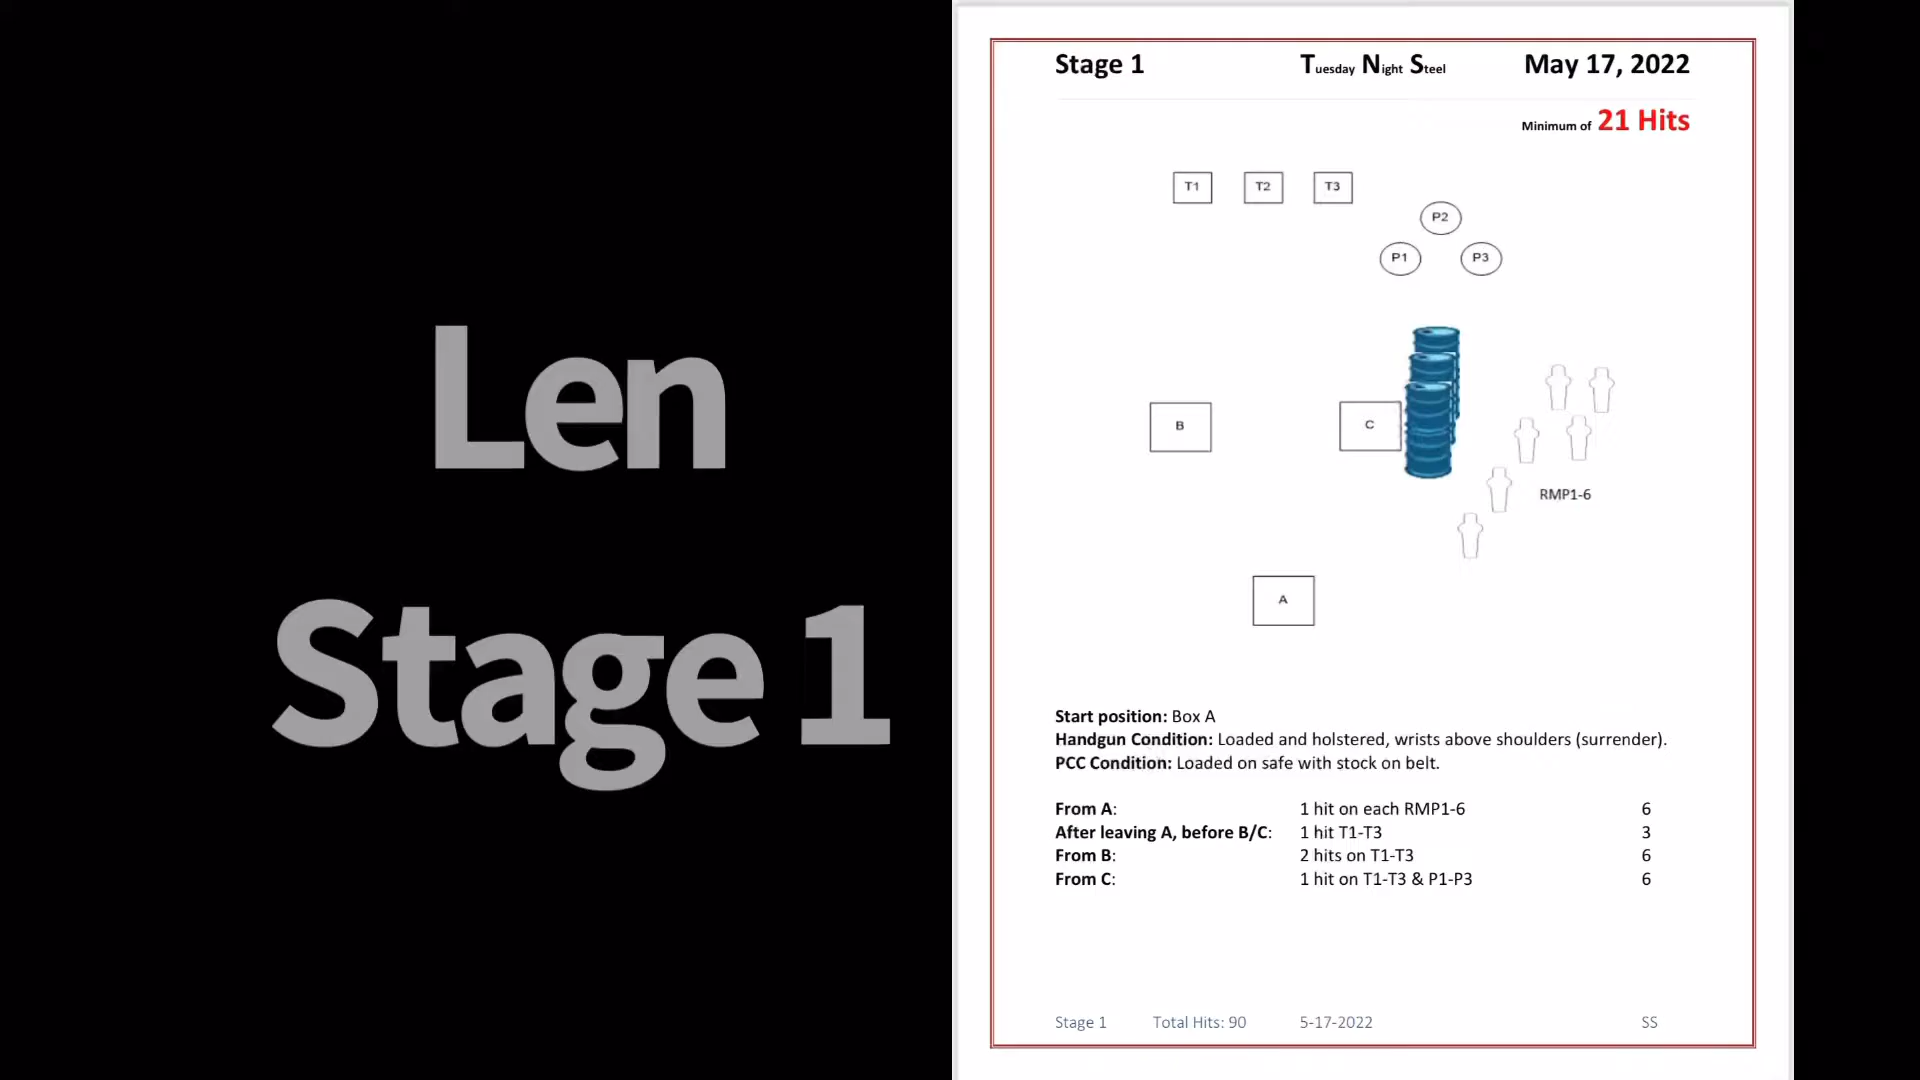 Len
Stage 1
Stage 1 Tuesday Night Steel May 17, 2022
Minimum of 21 Hits
T1 T2 T3
P2
P1 P3
B C
RMP1-6
A
Start position: Box A
Handgun Condition: Loaded and holstered, wrists above shoulders (surrender).
PCC Condition: Loaded on safe with stock on belt.
From A: 1 hit on each RMP1-6 6
After leaving A, before B/C: 1 hit T1-T3 3
From B: 2 hits on T1-T3 6
From C: 1 hit on T1-T3 & P1-P3 6
Stage 1 Total Hits: 90 5-17-2022 SS